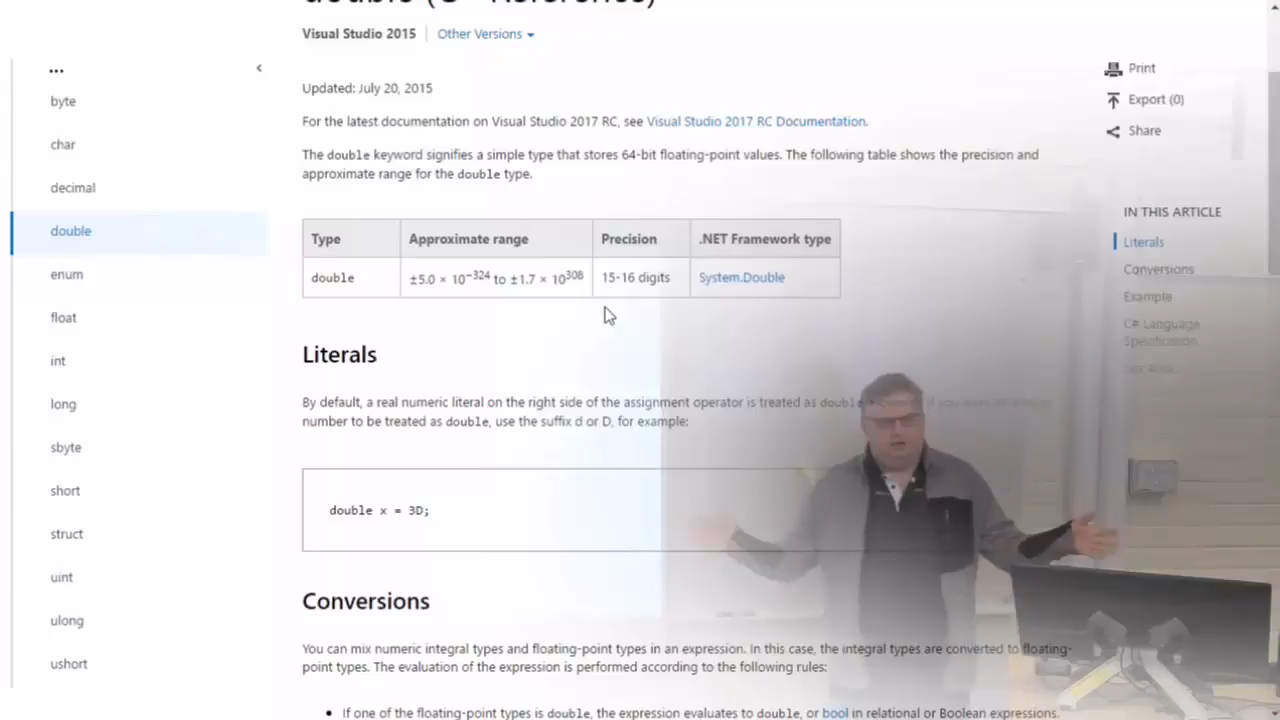 double (C# Reference)
Visual Studio 2015
Other Versions
Updated: July 20, 2015
For the latest documentation on Visual Studio 2017 RC, see Visual Studio 2017 RC Documentation.
The double keyword signifies a simple type that stores 64-bit floating-point values. The following table shows the precision and
approximate range for the double type.
Type Approximate range Precision .NET Framework type
double ±5.0 × 10−324 to ±1.7 × 10308 15-16 digits System.Double
Literals
By default, a real numeric literal on the right side of the assignment operator is treated as double
number to be treated as double, use the suffix d or D, for example:
double x = 3D;
Conversions
You can mix numeric integral types and floating-point types in an expression. In this case, the integral types are converted to floating-
point types. The evaluation of the expression is performed according to the following rules:
• If one of the floating-point types is double, the expression evaluates to double, or bool in relational or Boolean expressions.
...
byte
char
decimal
double
enum
float
int
long
sbyte
short
struct
uint
ulong
ushort
Print
Export (0)
Share
IN THIS ARTICLE
Literals
Conversions
Example
C# Language
Specification